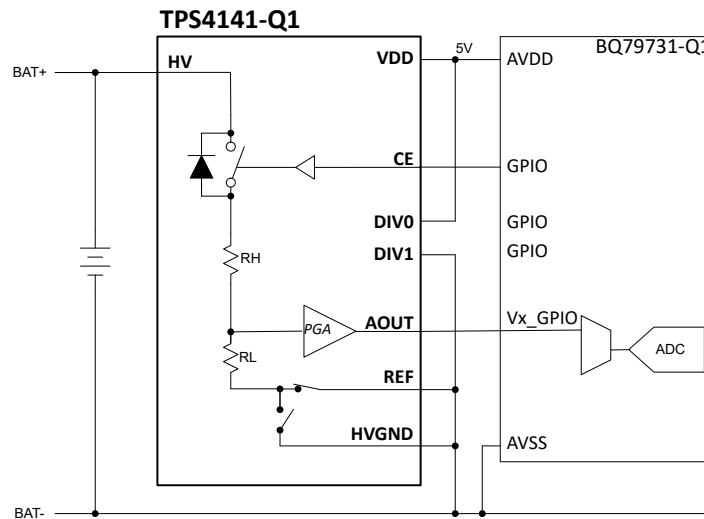 TPS4141-Q1
BQ79731-Q1
BAT+
HV
VDD
5V
AVDD
CE
GPIO
DIV0
GPIO
DIV1
GPIO
RH
PGA
AOUT
Vx_GPIO
ADC
RL
REF
HVGND
AVSS
BAT-